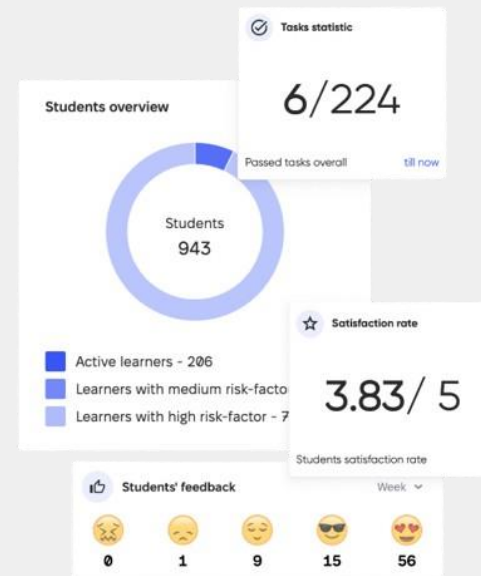 Tasks statistic
6/224
Passed tasks overall
till now
Students overview
Students
943
Active learners - 206
Learners with medium
Learners with high risk-factor - 7
Satisfaction rate
3.83/ 5
Students satisfaction rate
Students' feedback
Week
0
1
9
15
56